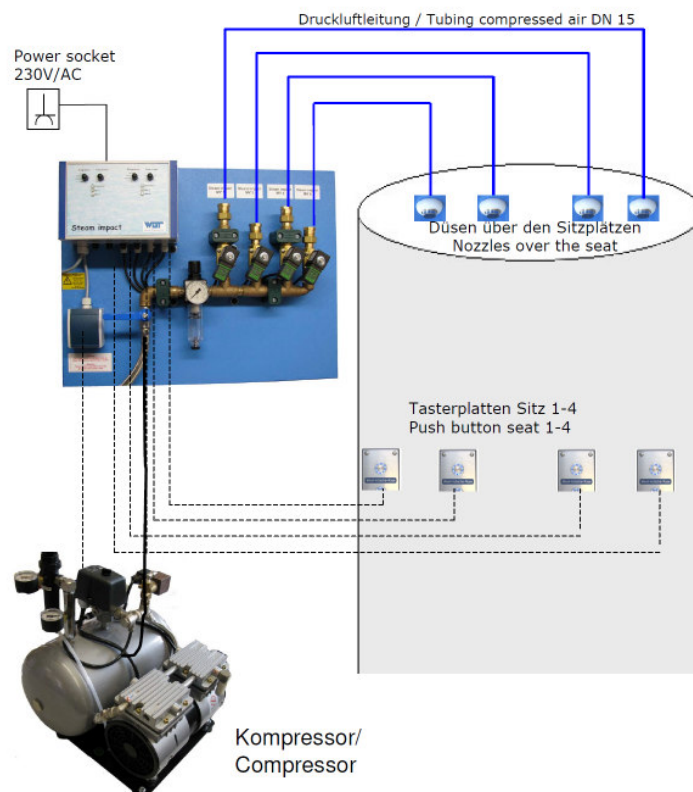 Druckluftleitung / Tubing compressed air DN 15
Power socket
230V/AC
Steam impact
WDT
Düsen über den Sitzplätzen
Nozzles over the seat
Tasterplatten Sitz 1-4
Push button seat 1-4
Kompressor/
Compressor